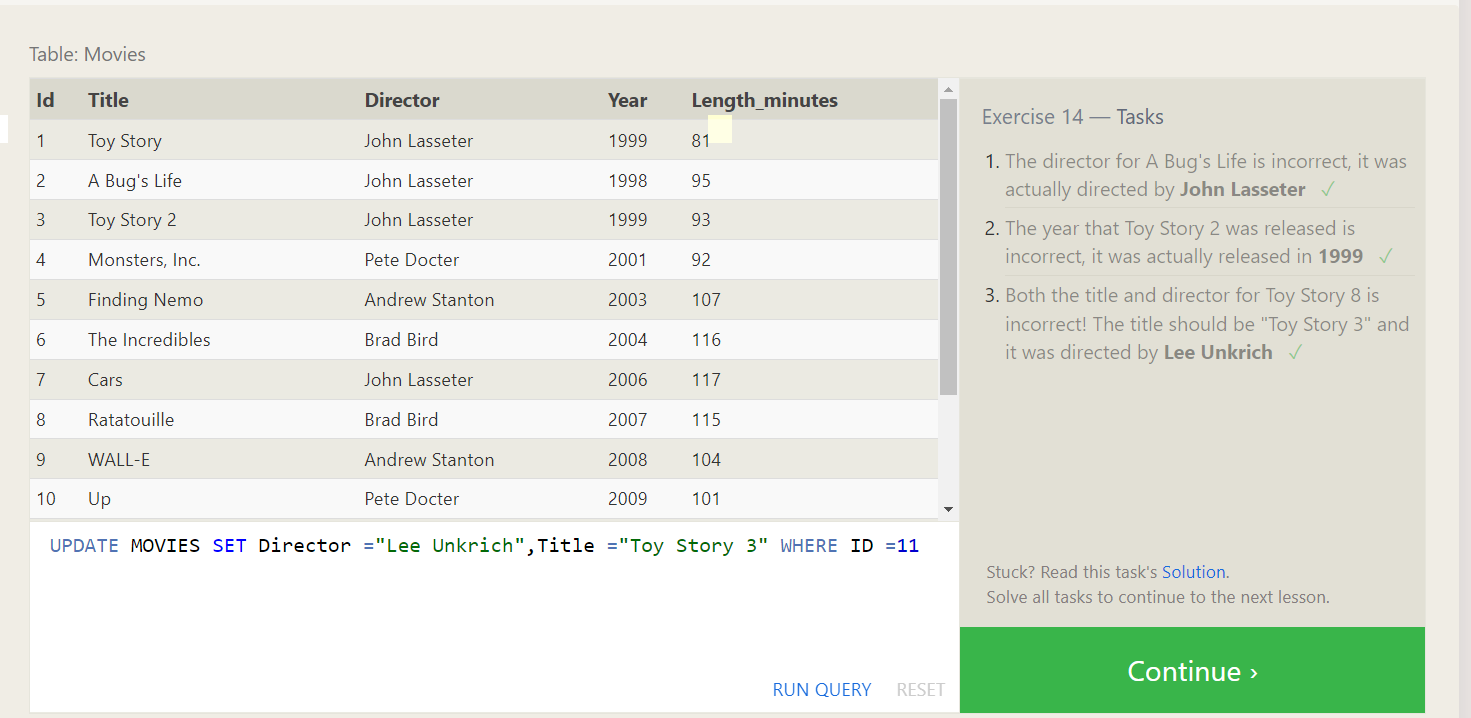 Table: Movies
Id Title Director Year Length_minutes
1 Toy Story John Lasseter 1999 81
2 A Bug's Life John Lasseter 1998 95
3 Toy Story 2 John Lasseter 1999 93
4 Monsters, Inc. Pete Docter 2001 92
5 Finding Nemo Andrew Stanton 2003 107
6 The Incredibles Brad Bird 2004 116
7 Cars John Lasseter 2006 117
8 Ratatouille Brad Bird 2007 115
9 WALL-E Andrew Stanton 2008 104
10 Up Pete Docter 2009 101
UPDATE MOVIES SET Director ="Lee Unkrich",Title ="Toy Story 3" WHERE ID =11
RUN QUERY RESET
Exercise 14 — Tasks
1. The director for A Bug's Life is incorrect, it was
actually directed by John Lasseter ✓
2. The year that Toy Story 2 was released is
incorrect, it was actually released in 1999 ✓
3. Both the title and director for Toy Story 8 is
incorrect! The title should be "Toy Story 3" and
it was directed by Lee Unkrich ✓
Stuck? Read this task's Solution.
Solve all tasks to continue to the next lesson.
Continue ›